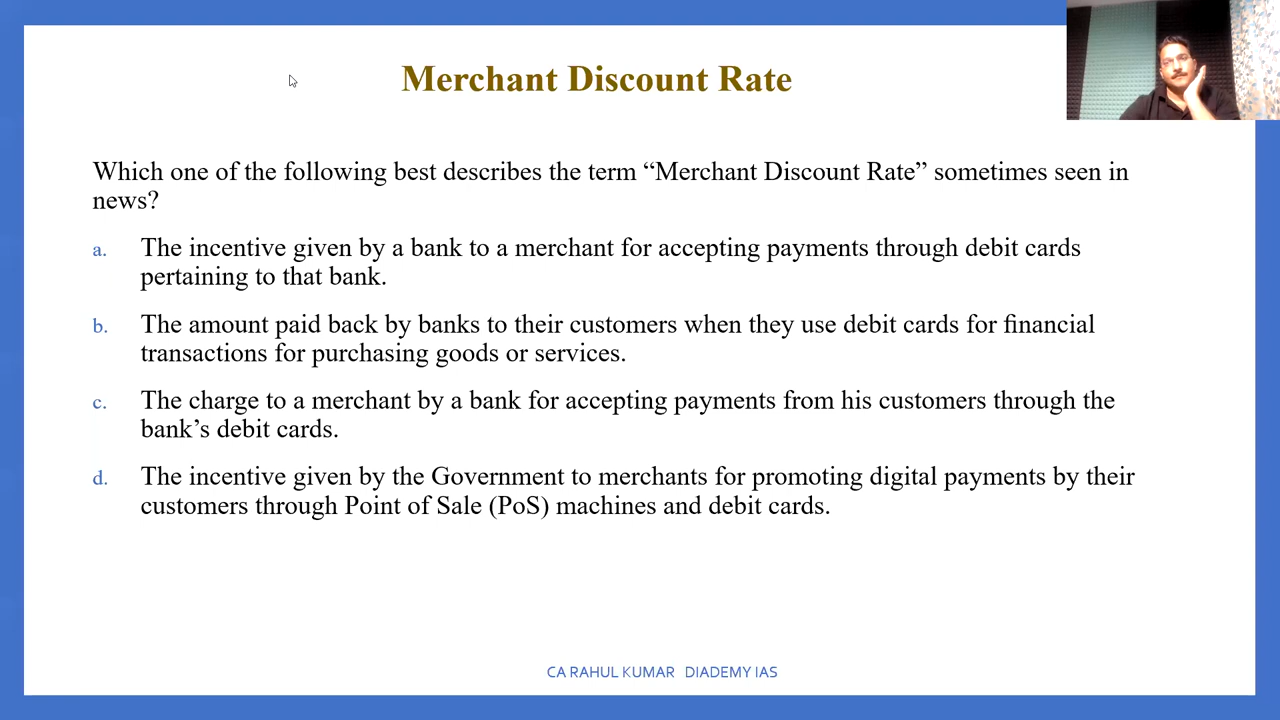 Merchant Discount Rate
Which one of the following best describes the term “Merchant Discount Rate” sometimes seen in
news?
a. The incentive given by a bank to a merchant for accepting payments through debit cards
pertaining to that bank.
b. The amount paid back by banks to their customers when they use debit cards for financial
transactions for purchasing goods or services.
c. The charge to a merchant by a bank for accepting payments from his customers through the
bank’s debit cards.
d. The incentive given by the Government to merchants for promoting digital payments by their
customers through Point of Sale (PoS) machines and debit cards.
CA RAHUL KUMAR DIADEMY IAS